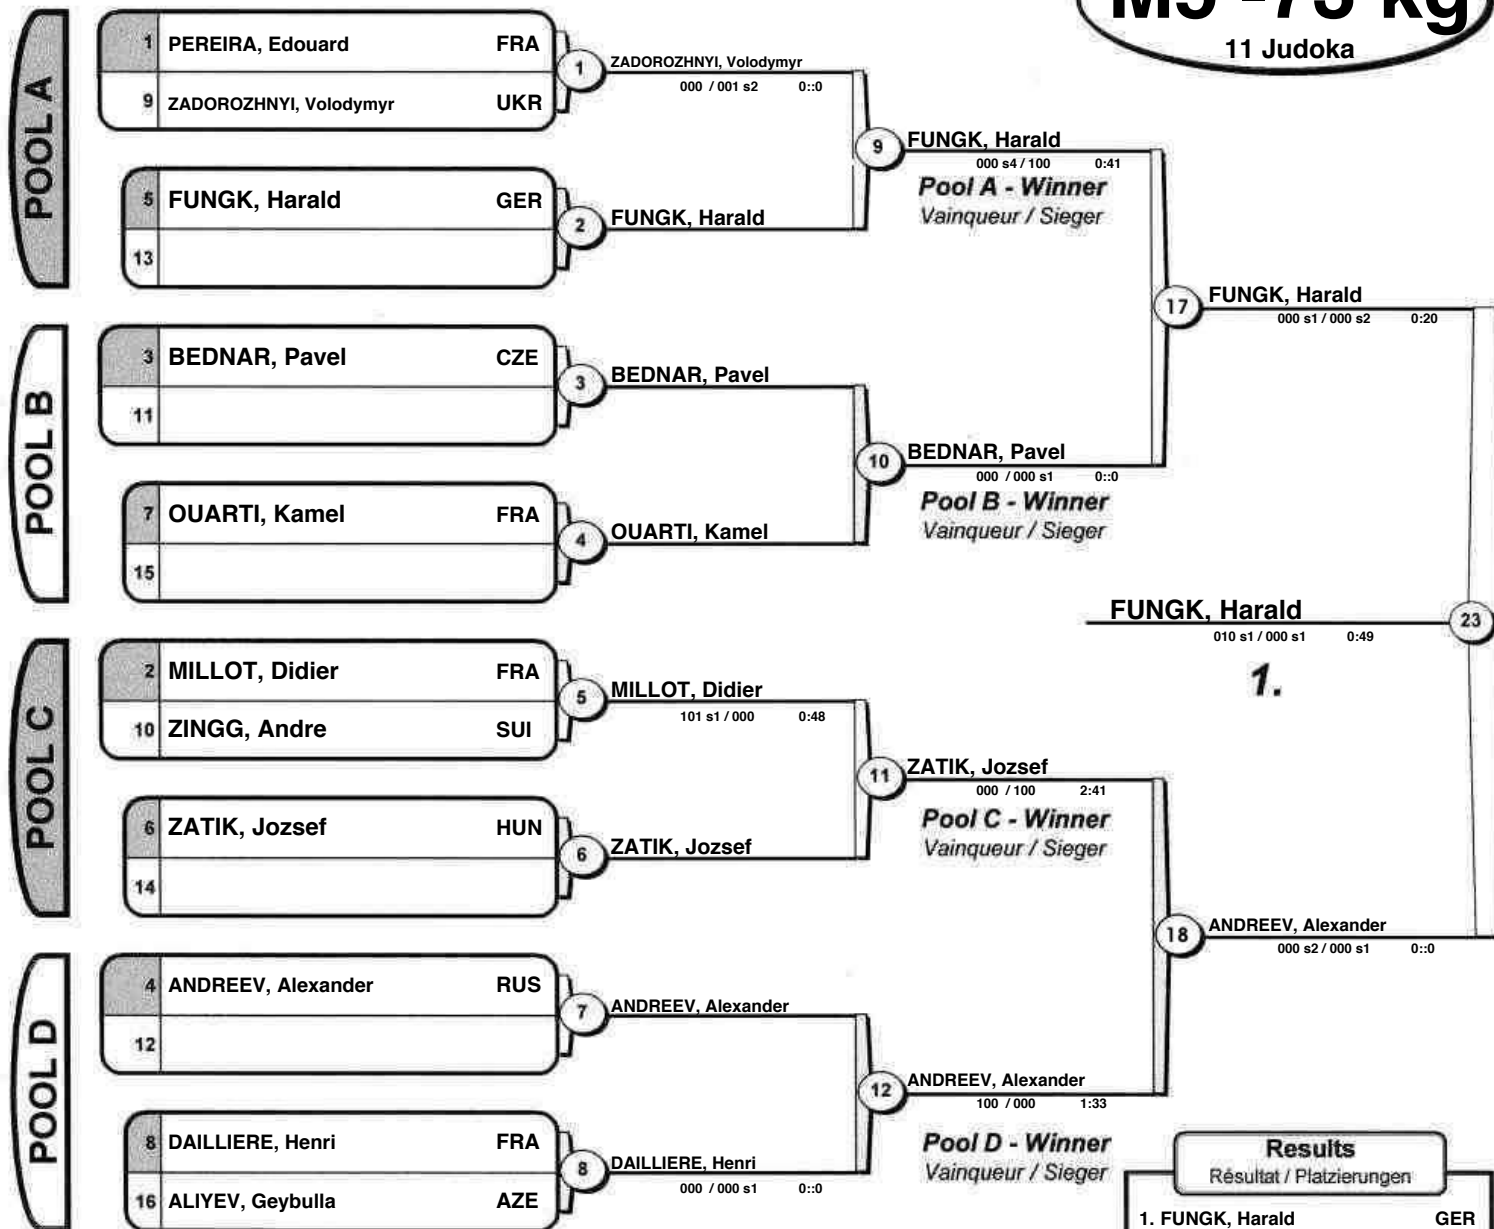 M5 -73 kg
11 Judoka
POOL A
1 PEREIRA, Edouard FRA
9 ZADOROZHNYI, Volodymyr UKR
1
ZADOROZHNYI, Volodymyr
000 / 001 s2 0::0
5 FUNGK, Harald GER
13
2
FUNGK, Harald
9
FUNGK, Harald
000 s4 / 100 0:41
Pool A - Winner
Vainqueur / Sieger
POOL B
3 BEDNAR, Pavel CZE
11
3
BEDNAR, Pavel
7 OUARTI, Kamel FRA
15
4
OUARTI, Kamel
10
BEDNAR, Pavel
000 / 000 s1 0::0
Pool B - Winner
Vainqueur / Sieger
17
FUNGK, Harald
000 s1 / 000 s2 0:20
FUNGK, Harald
010 s1 / 000 s1 0:49
23
1.
POOL C
2 MILLOT, Didier FRA
10 ZINGG, Andre SUI
5
MILLOT, Didier
101 s1 / 000 0:48
6 ZATIK, Jozsef HUN
14
6
ZATIK, Jozsef
11
ZATIK, Jozsef
000 / 100 2:41
Pool C - Winner
Vainqueur / Sieger
POOL D
4 ANDREEV, Alexander RUS
12
7
ANDREEV, Alexander
8 DAILLIERE, Henri FRA
16 ALIYEV, Geybulla AZE
8
DAILLIERE, Henri
000 / 000 s1 0::0
12
ANDREEV, Alexander
100 / 000 1:33
Pool D - Winner
Vainqueur / Sieger
18
ANDREEV, Alexander
000 s2 / 000 s1 0::0
Results
Résultat / Platzierungen
1. FUNGK, Harald GER